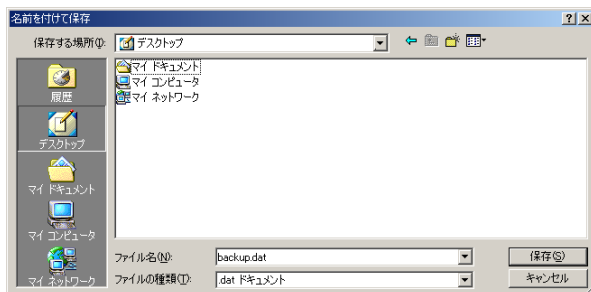 名前を付けて保存
保存する場所(I):
デスクトップ
履歴
デスクトップ
マイ ドキュメント
マイ コンピュータ
マイ ネットワーク
マイ ドキュメント
マイ コンピュータ
マイ ネットワーク
ファイル名(N):
backup.dat
保存(S)
ファイルの種類(T):
.dat ドキュメント
キャンセル